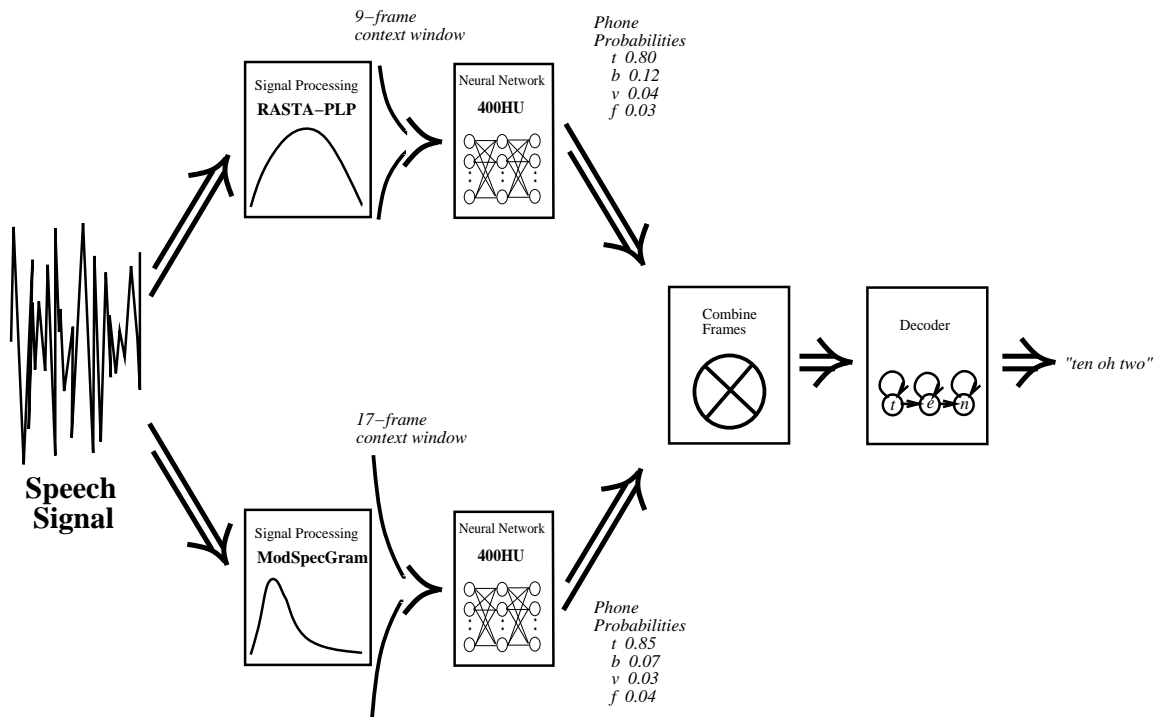 9−frame
context window
Phone
Probabilities
t 0.80
b 0.12
v 0.04
f 0.03
Signal Processing
RASTA−PLP
Neural Network
400HU
Speech
Signal
Combine
Frames
Decoder
t e n
"ten oh two"
17−frame
context window
Signal Processing
ModSpecGram
Neural Network
400HU
Phone
Probabilities
t 0.85
b 0.07
v 0.03
f 0.04